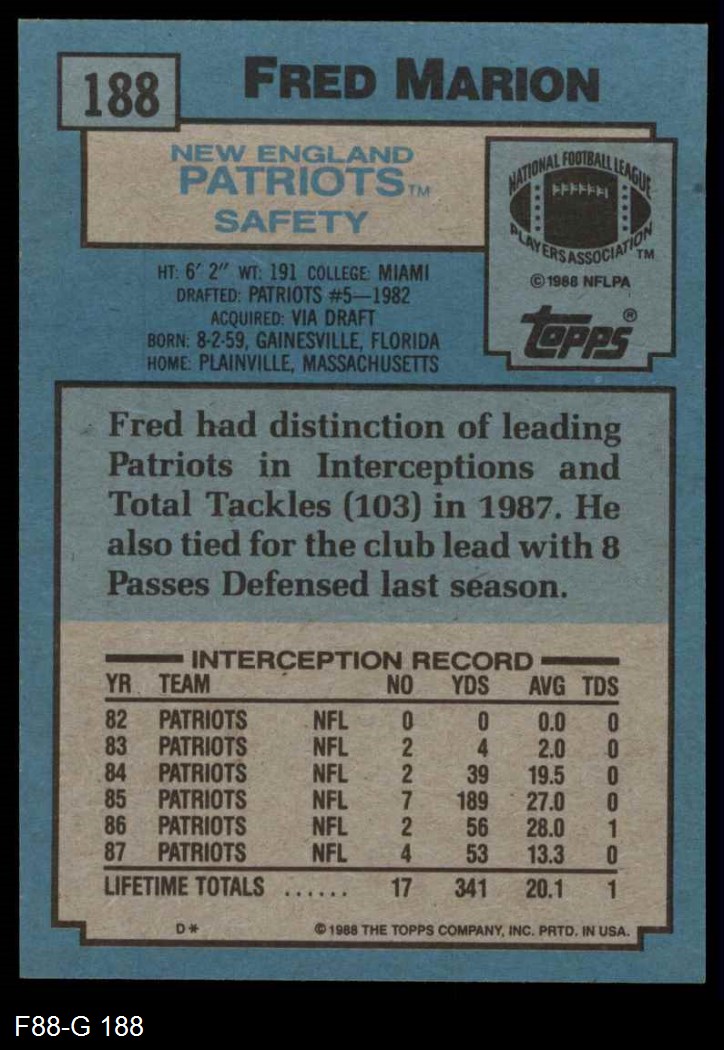 188
FRED MARION
NEW ENGLAND
PATRIOTS™
SAFETY
NATIONAL FOOTBALL LEAGUE
PLAYERS ASSOCIATION™
©1988 NFLPA
TOPPS®
HT: 6' 2" WT: 191 COLLEGE: MIAMI
DRAFTED: PATRIOTS #5—1982
ACQUIRED: VIA DRAFT
BORN: 8-2-59, GAINESVILLE, FLORIDA
HOME: PLAINVILLE, MASSACHUSETTS
Fred had distinction of leading
Patriots in Interceptions and
Total Tackles (103) in 1987. He
also tied for the club lead with 8
Passes Defensed last season.
INTERCEPTION RECORD
YR TEAM NO YDS AVG TDS
82 PATRIOTS NFL 0 0 0.0 0
83 PATRIOTS NFL 2 4 2.0 0
84 PATRIOTS NFL 2 39 19.5 0
85 PATRIOTS NFL 7 189 27.0 0
86 PATRIOTS NFL 2 56 28.0 1
87 PATRIOTS NFL 4 53 13.3 0
LIFETIME TOTALS ...... 17 341 20.1 1
D* ©1988 THE TOPPS COMPANY, INC. PRTD. IN USA.
F88-G 188